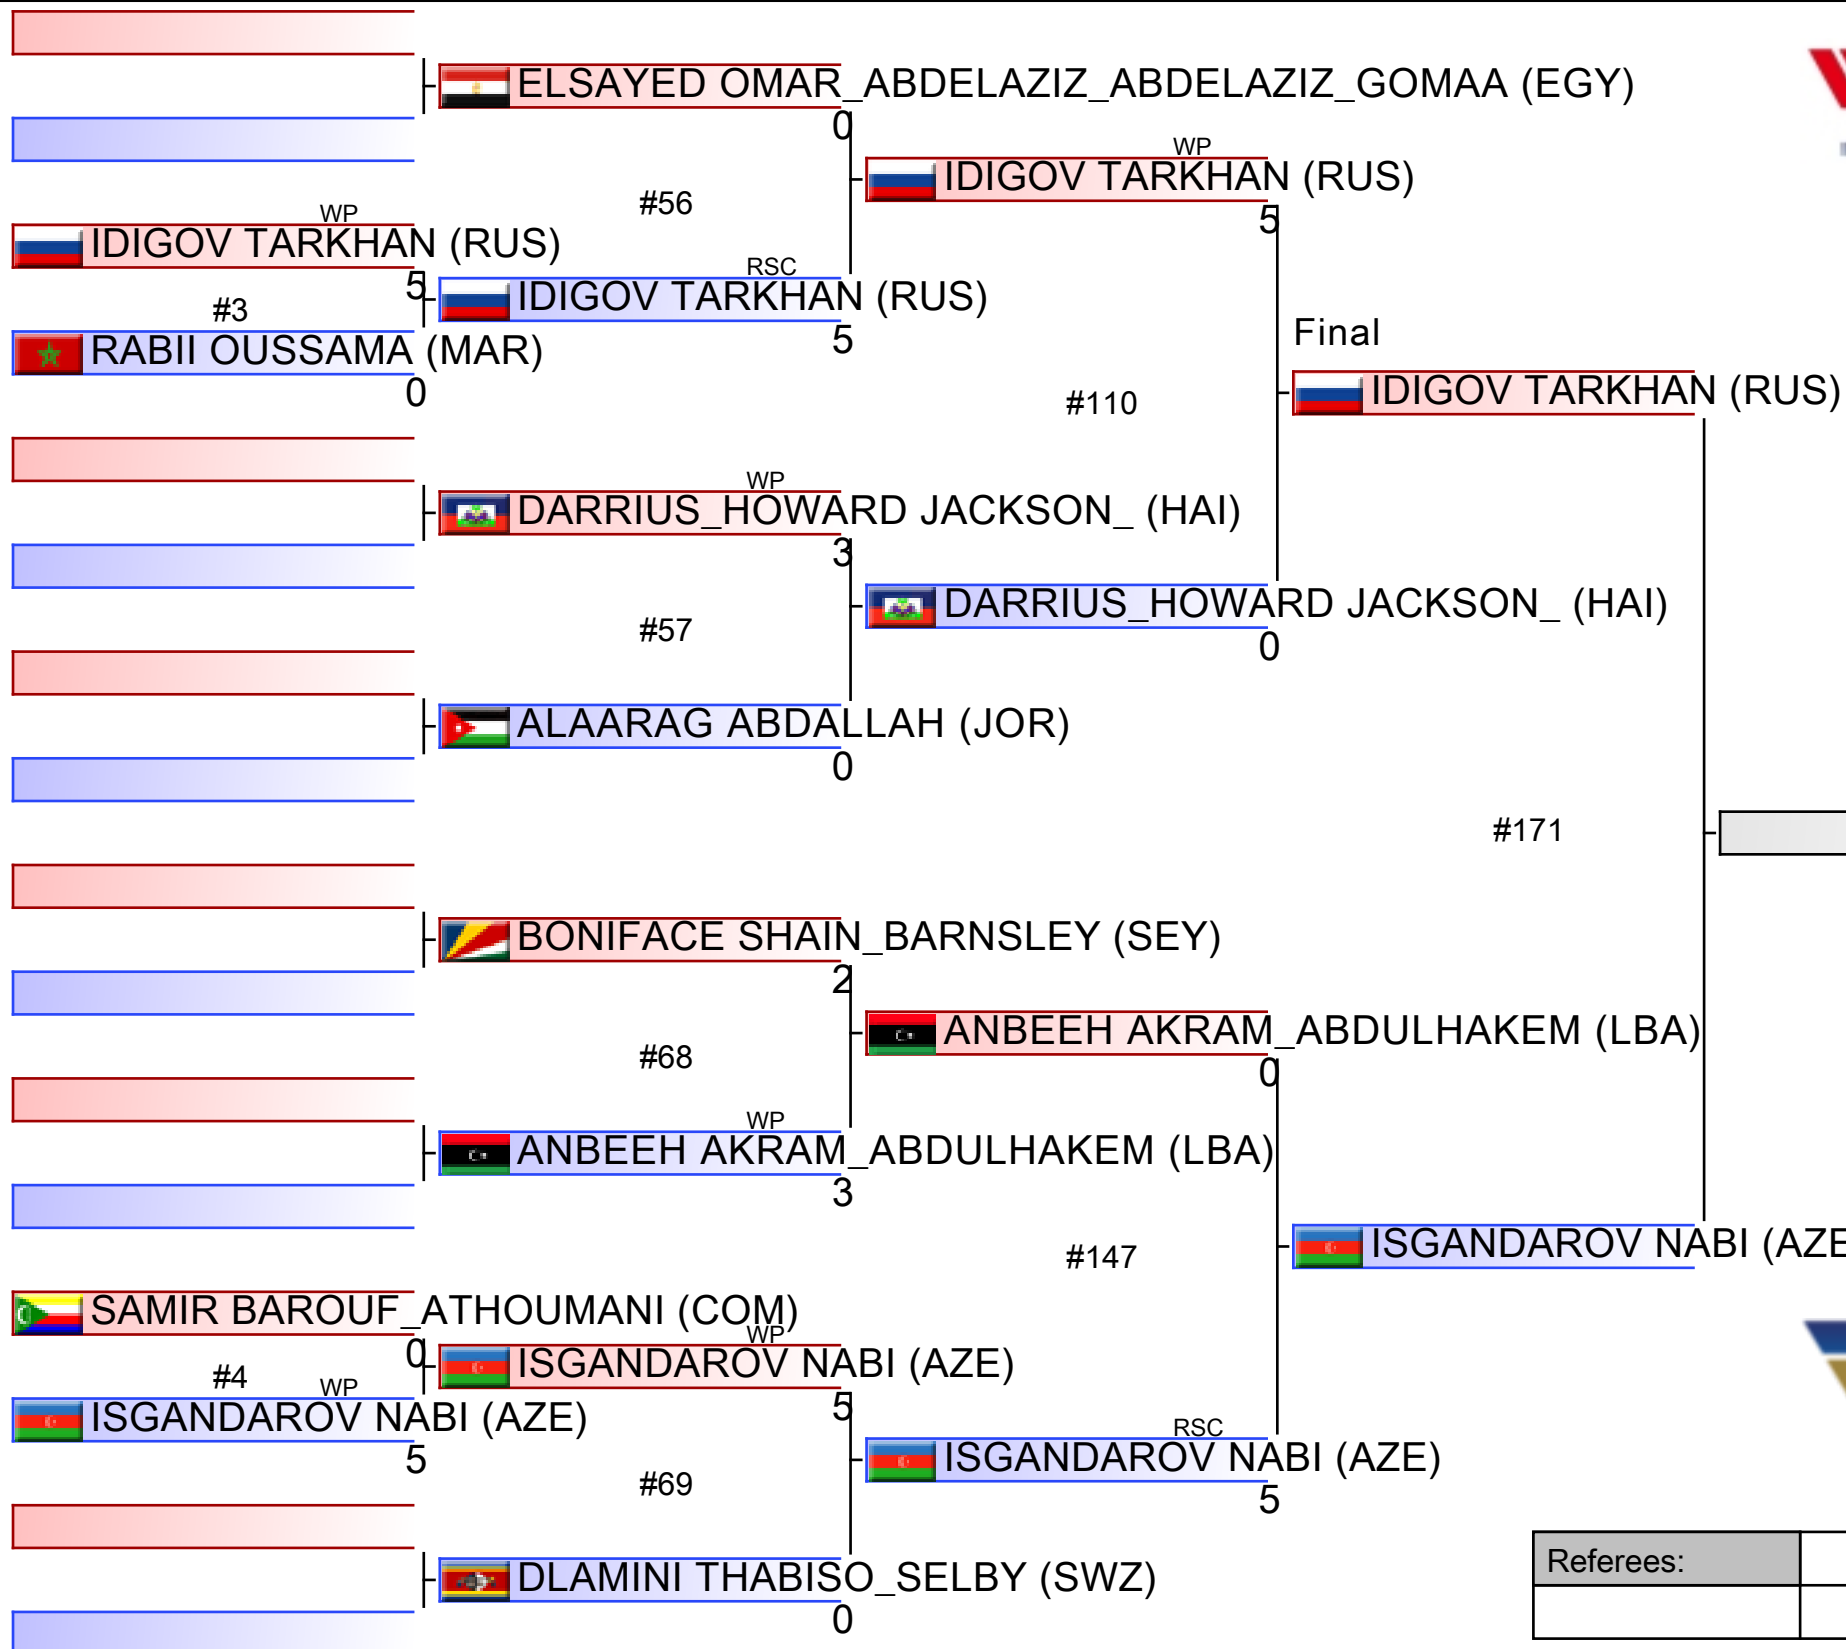 ELSAYED OMAR_ABDELAZIZ_ABDELAZIZ_GOMAA (EGY)
0
WP
IDIGOV TARKHAN (RUS)
5
#56
WP
IDIGOV TARKHAN (RUS)
5
#3
RSC
IDIGOV TARKHAN (RUS)
5
RABII OUSSAMA (MAR)
0
Final
IDIGOV TARKHAN (RUS)
#110
WP
DARRIUS_HOWARD JACKSON_ (HAI)
3
DARRIUS_HOWARD JACKSON_ (HAI)
0
#57
ALAARAG ABDALLAH (JOR)
0
#171
BONIFACE SHAIN_BARNSLEY (SEY)
2
ANBEEH AKRAM_ABDULHAKEM (LBA)
0
#68
WP
ANBEEH AKRAM_ABDULHAKEM (LBA)
3
#147
ISGANDAROV NABI (AZE
SAMIR BAROUF_ATHOUMANI (COM)
0
WP
ISGANDAROV NABI (AZE)
5
#4
WP
ISGANDAROV NABI (AZE)
5
RSC
ISGANDAROV NABI (AZE)
5
#69
DLAMINI THABISO_SELBY (SWZ)
0
Referees: